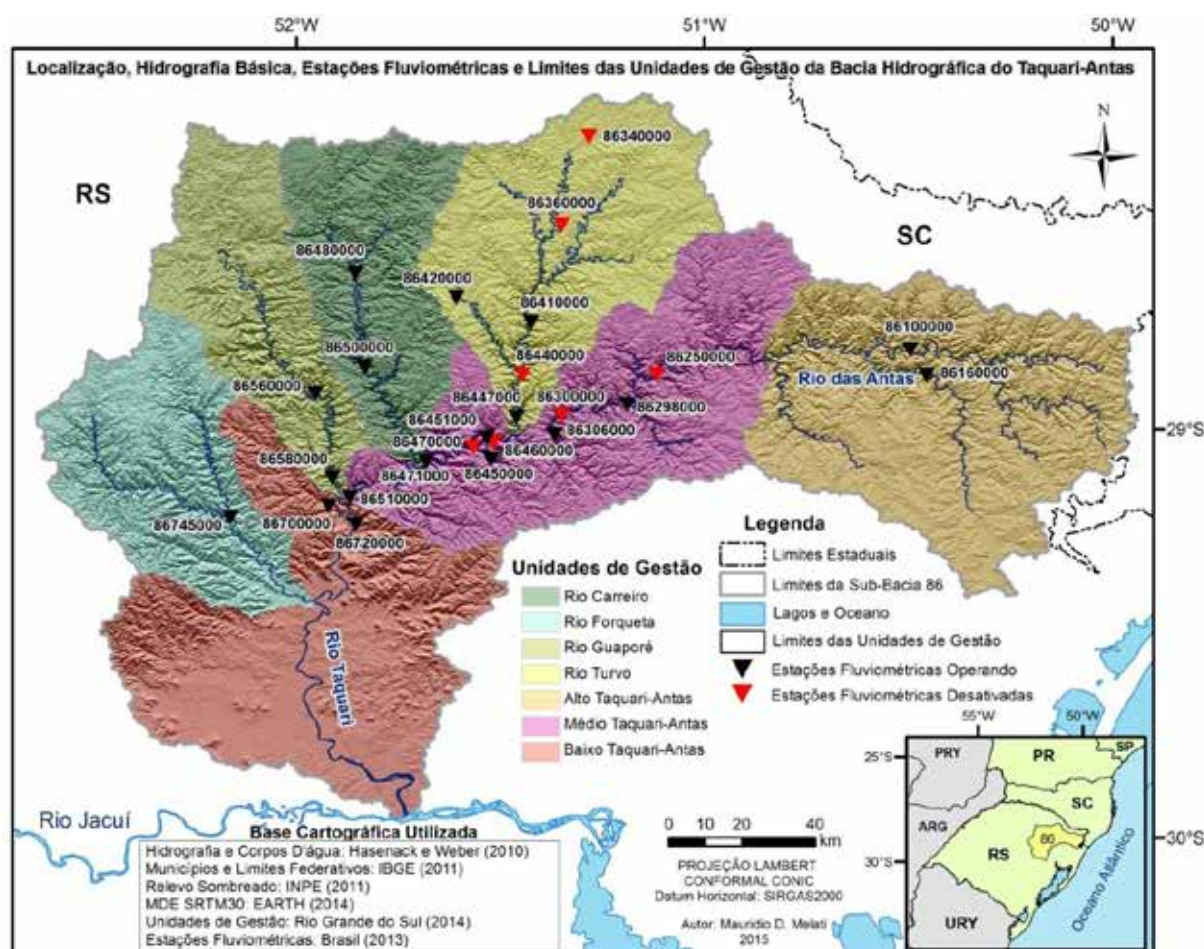 52°W
51°W
50°W
Localização, Hidrografia Básica, Estações Fluviométricas e Limites das Unidades de Gestão da Bacia Hidrográfica do Taquari-Antas
N
86340000
RS
86360000
SC
86480000
86420000
86410000
86100000
86500000
86440000
86250000
86160000
Rio das Antas
86560000
86447000
86300000
86298000
86451000
86306000
29°S
86470000
86460000
86580000
86471000
86450000
86510000
86745000
86700000
86720000
Legenda
Limites Estaduais
Limites da Sub-Bacia 86
Lagos e Oceano
Limites das Unidades de Gestão
Estações Fluviométricas Operando
Estações Fluviométricas Desativadas
Unidades de Gestão
Rio Carreiro
Rio Forqueta
Rio Guaporé
Rio Turvo
Alto Taquari-Antas
Médio Taquari-Antas
Baixo Taquari-Antas
Rio Taquari
Rio Jacuí
55°W
50°W
25°S
30°S
PRY
PR
SP
SC
ARG
86
RS
URY
Oceano Atlântico
30°S
0 10 20 40
km
PROJEÇÃO LAMBERT
CONFORMAL CONIC
Datum Horizontal: SIRGAS2000
Autor: Mauridio D. Melati
2015
Base Cartográfica Utilizada
Hidrografia e Corpos D'água: Hasenack e Weber (2010)
Municípios e Limites Federativos: IBGE (2011)
Relevo Sombreado: INPE (2011)
MDE SRTM30: EARTH (2014)
Unidades de Gestão: Rio Grande do Sul (2014)
Estações Fluviométricas: Brasil (2013)